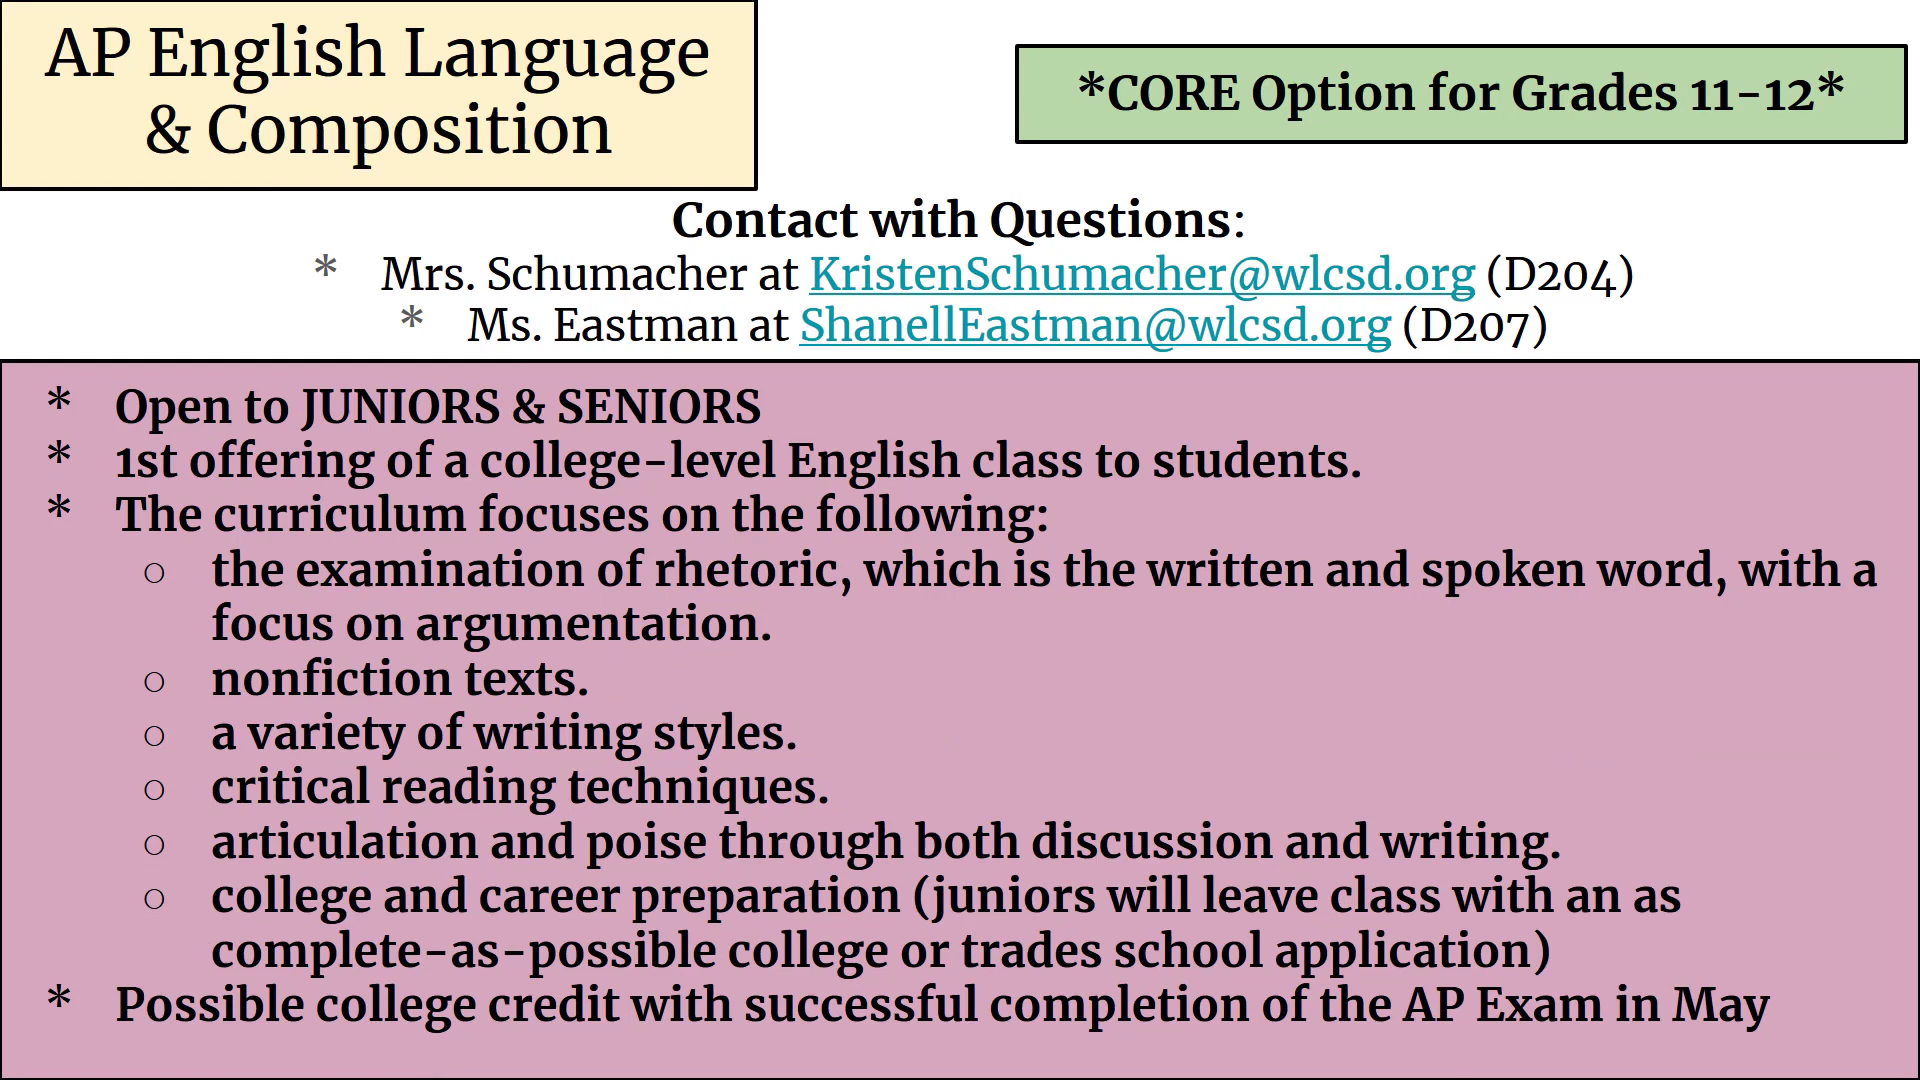 AP English Language
& Composition
*CORE Option for Grades 11-12*
Contact with Questions:
* Mrs. Schumacher at KristenSchumacher@wlcsd.org (D204)
* Ms. Eastman at ShanellEastman@wlcsd.org (D207)
* Open to JUNIORS & SENIORS
* 1st offering of a college-level English class to students.
* The curriculum focuses on the following:
○ the examination of rhetoric, which is the written and spoken word, with a
focus on argumentation.
○ nonfiction texts.
○ a variety of writing styles.
○ critical reading techniques.
○ articulation and poise through both discussion and writing.
○ college and career preparation (juniors will leave class with an as
complete-as-possible college or trades school application)
* Possible college credit with successful completion of the AP Exam in May